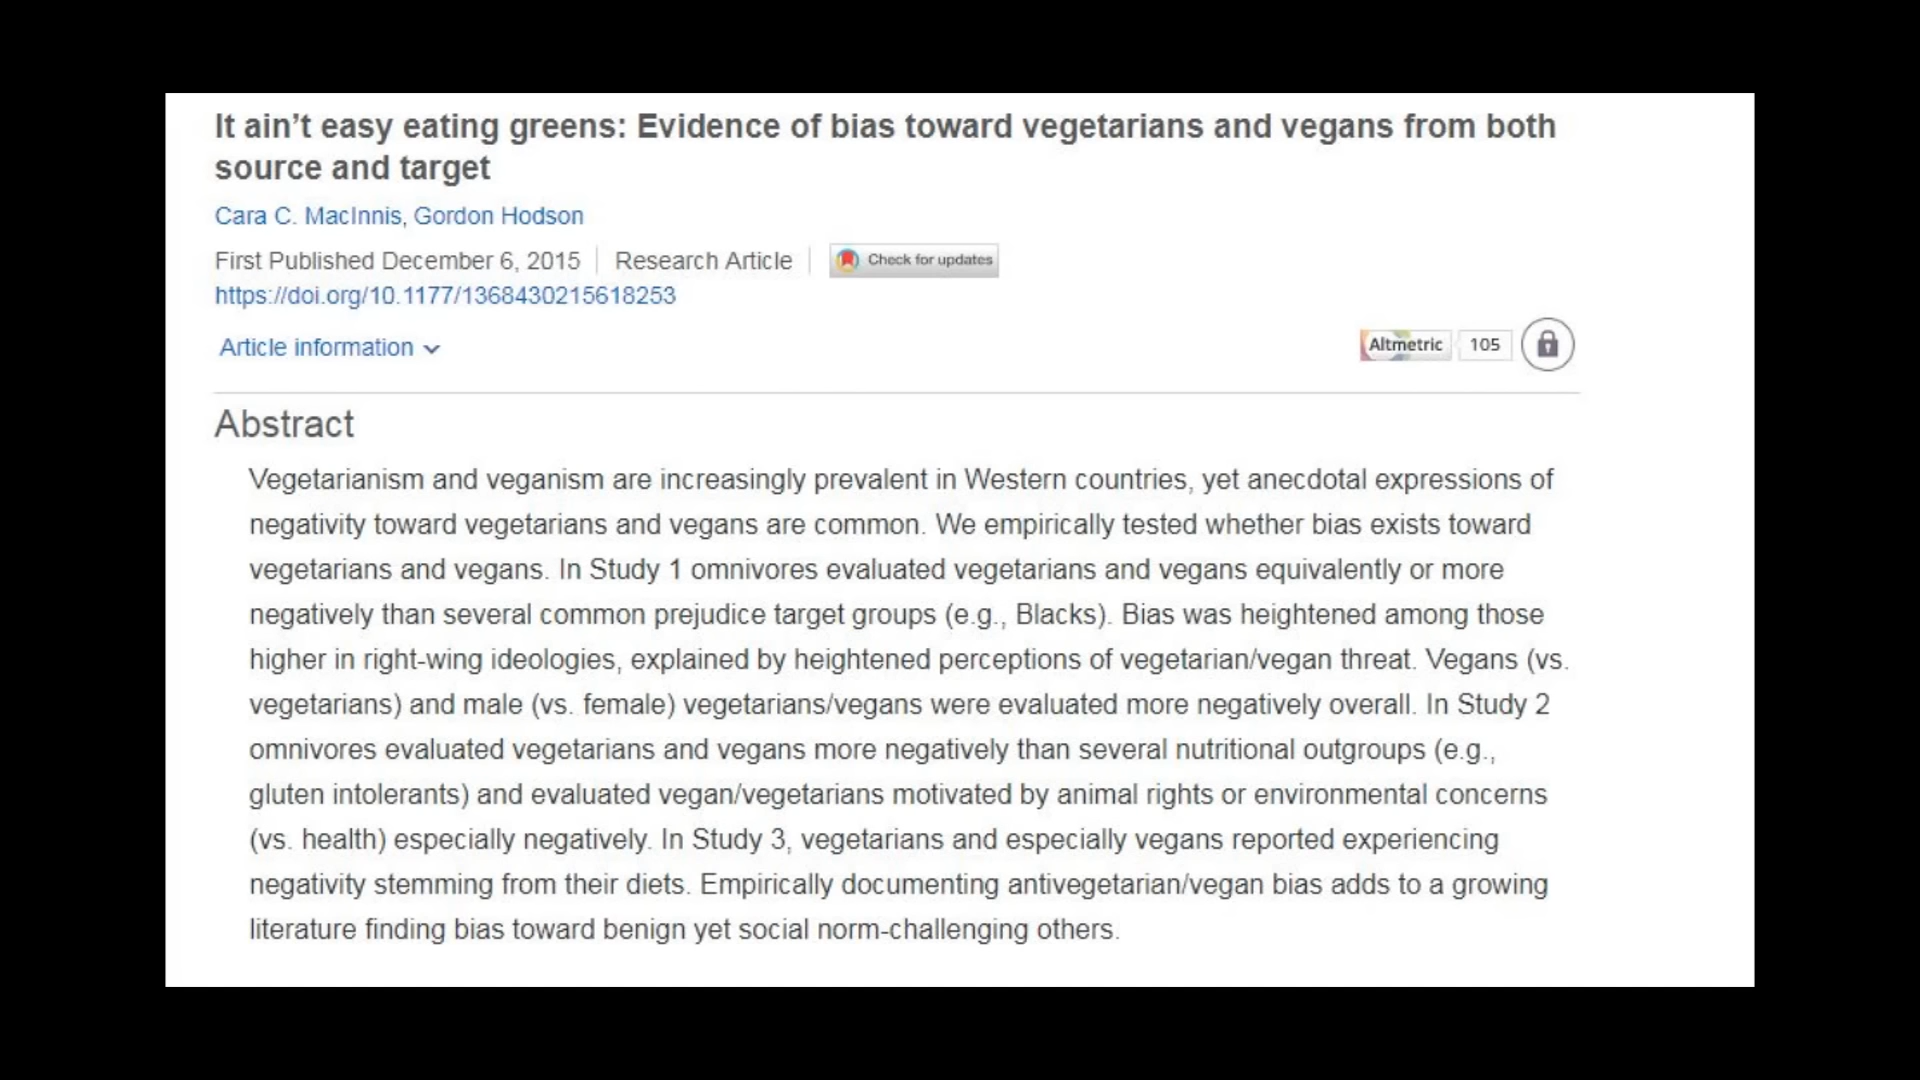 It ain’t easy eating greens: Evidence of bias toward vegetarians and vegans from both
source and target
Cara C. MacInnis, Gordon Hodson
First Published December 6, 2015 Research Article Check for updates
https://doi.org/10.1177/1368430215618253
Article information
Altmetric 105
Abstract
Vegetarianism and veganism are increasingly prevalent in Western countries, yet anecdotal expressions of
negativity toward vegetarians and vegans are common. We empirically tested whether bias exists toward
vegetarians and vegans. In Study 1 omnivores evaluated vegetarians and vegans equivalently or more
negatively than several common prejudice target groups (e.g., Blacks). Bias was heightened among those
higher in right-wing ideologies, explained by heightened perceptions of vegetarian/vegan threat. Vegans (vs.
vegetarians) and male (vs. female) vegetarians/vegans were evaluated more negatively overall. In Study 2
omnivores evaluated vegetarians and vegans more negatively than several nutritional outgroups (e.g.,
gluten intolerants) and evaluated vegan/vegetarians motivated by animal rights or environmental concerns
(vs. health) especially negatively. In Study 3, vegetarians and especially vegans reported experiencing
negativity stemming from their diets. Empirically documenting antivegetarian/vegan bias adds to a growing
literature finding bias toward benign yet social norm-challenging others.